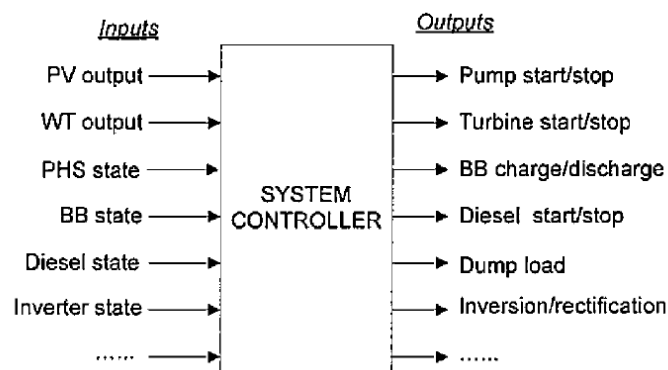 Inputs
Outputs
PV output
WT output
PHS state
BB state
Diesel state
Inverter state
......
SYSTEM
CONTROLLER
Pump start/stop
Turbine start/stop
BB charge/discharge
Diesel start/stop
Dump load
Inversion/rectification
......